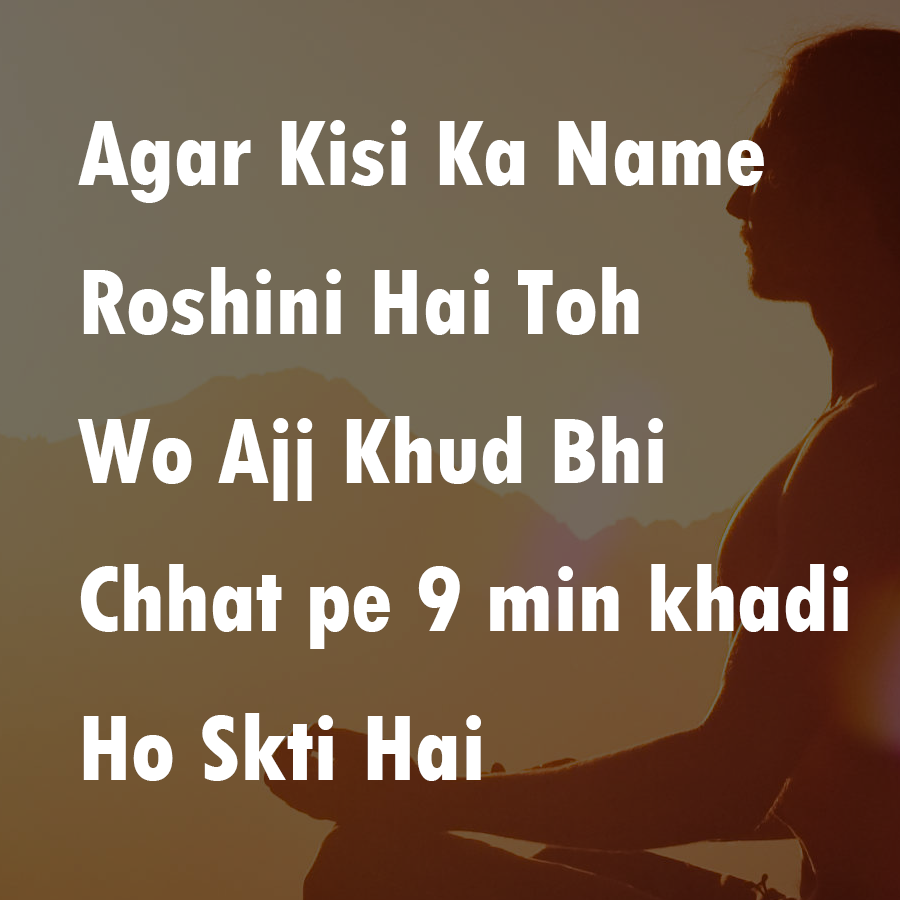 Agar Kisi Ka Name
Roshini Hai Toh
Wo Ajj Khud Bhi
Chhat pe 9 min khadi
Ho Skti Hai